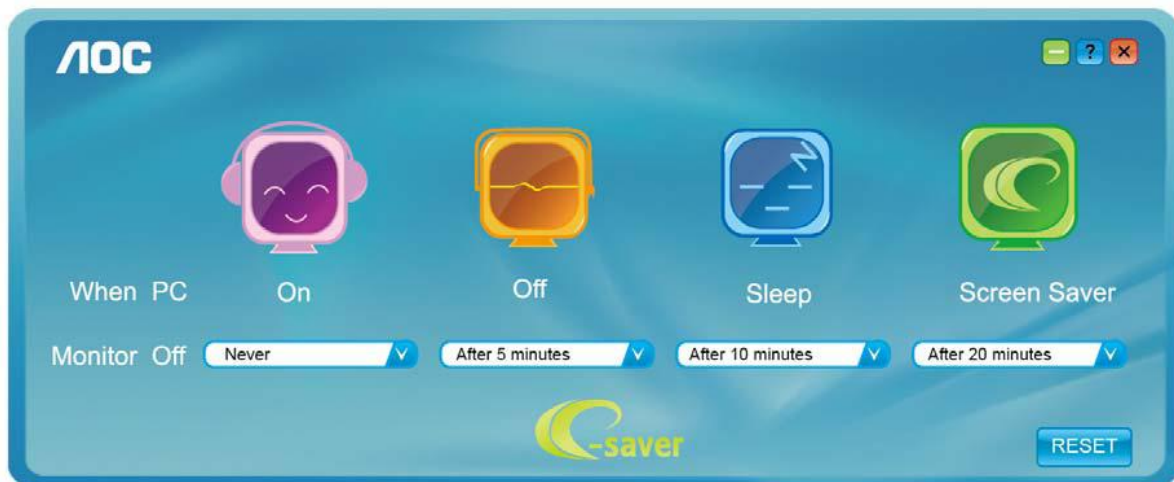 AOC
?
When PC On Off Sleep Screen Saver
Monitor Off Never After 5 minutes After 10 minutes After 20 minutes
e-saver
RESET